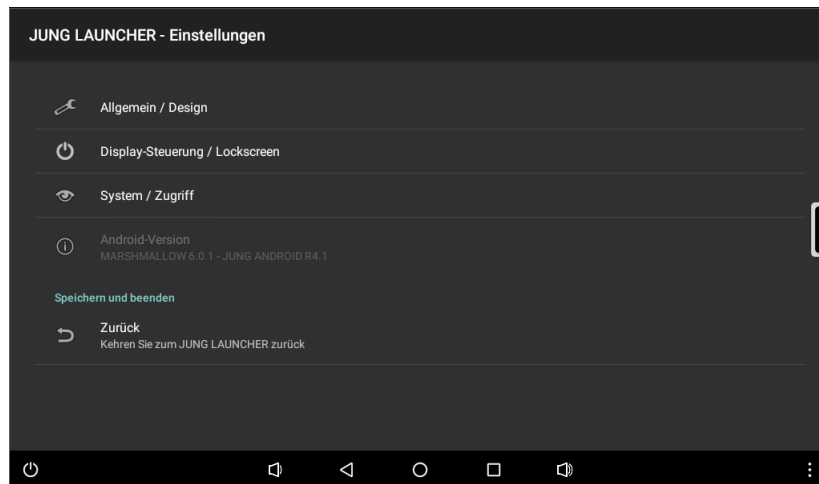 JUNG LAUNCHER - Einstellungen
Allgemein / Design
Display-Steuerung / Lockscreen
System / Zugriff
Android-Version
MARSHMALLOW 6.0.1 - JUNG ANDROID R4.1
Speichern und beenden
Zurück
Kehren Sie zum JUNG LAUNCHER zurück